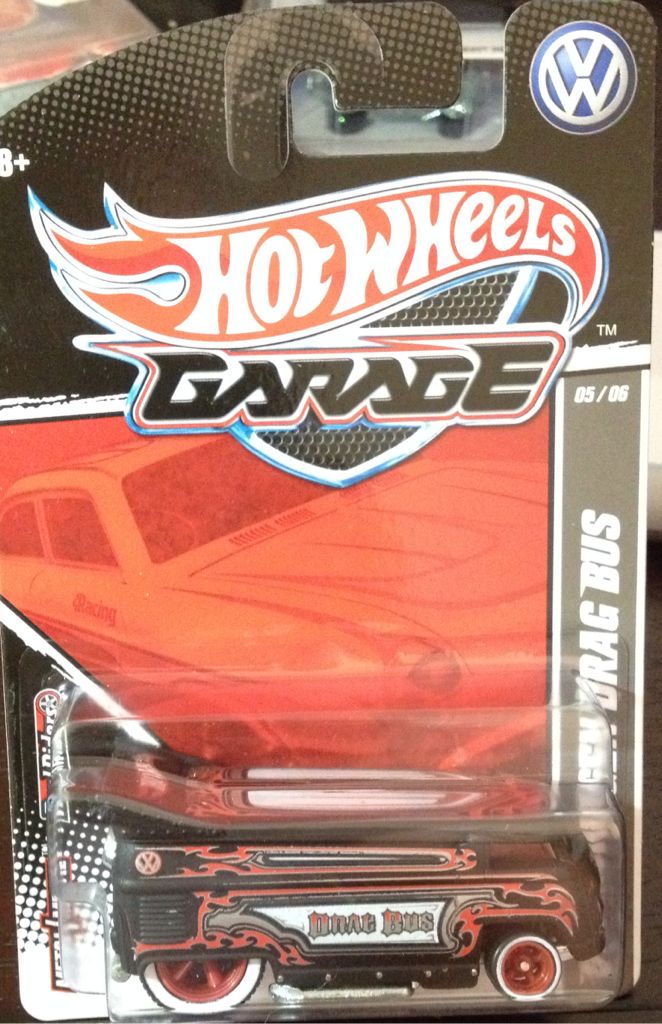 8+
HOT WHEELS
TM
GARAGE
05 / 06
DRAG BUS
Racing
DRAG BUS